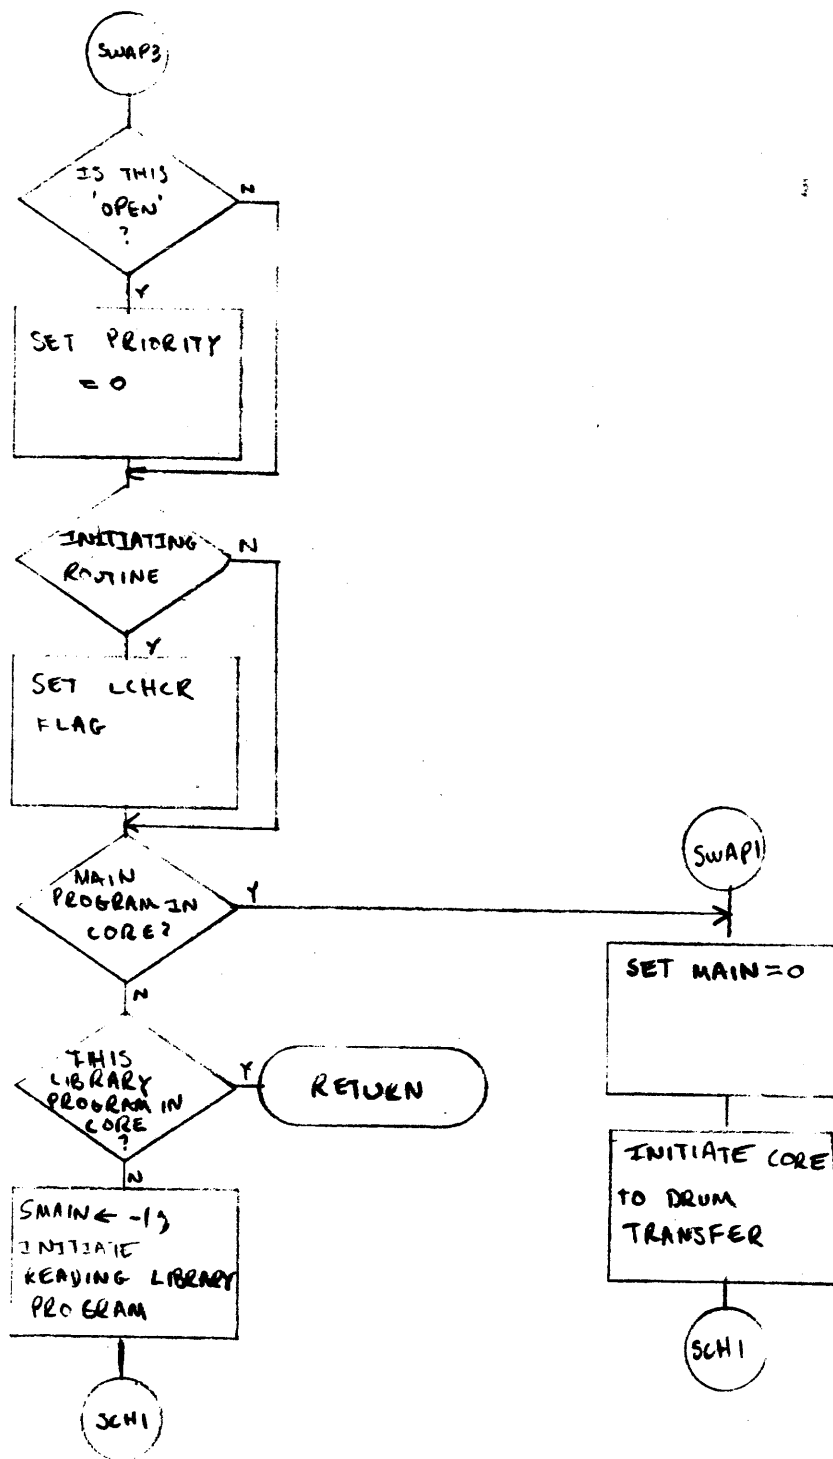 SWAP3
IS THIS
'OPEN'
?
N
Y
SET PRIORITY
= 0
INITIATING
ROUTINE
N
Y
SET LCHCR
FLAG
MAIN
PROGRAM IN
CORE?
Y
N
THIS
LIBRARY
PROGRAM IN
CORE
?
Y
RETURN
N
SMAIN ← -1;
INITIATE
READING LIBRARY
PROGRAM
SCH1
SWAP1
SET MAIN=0
INITIATE CORE
TO DRUM
TRANSFER
SCH1